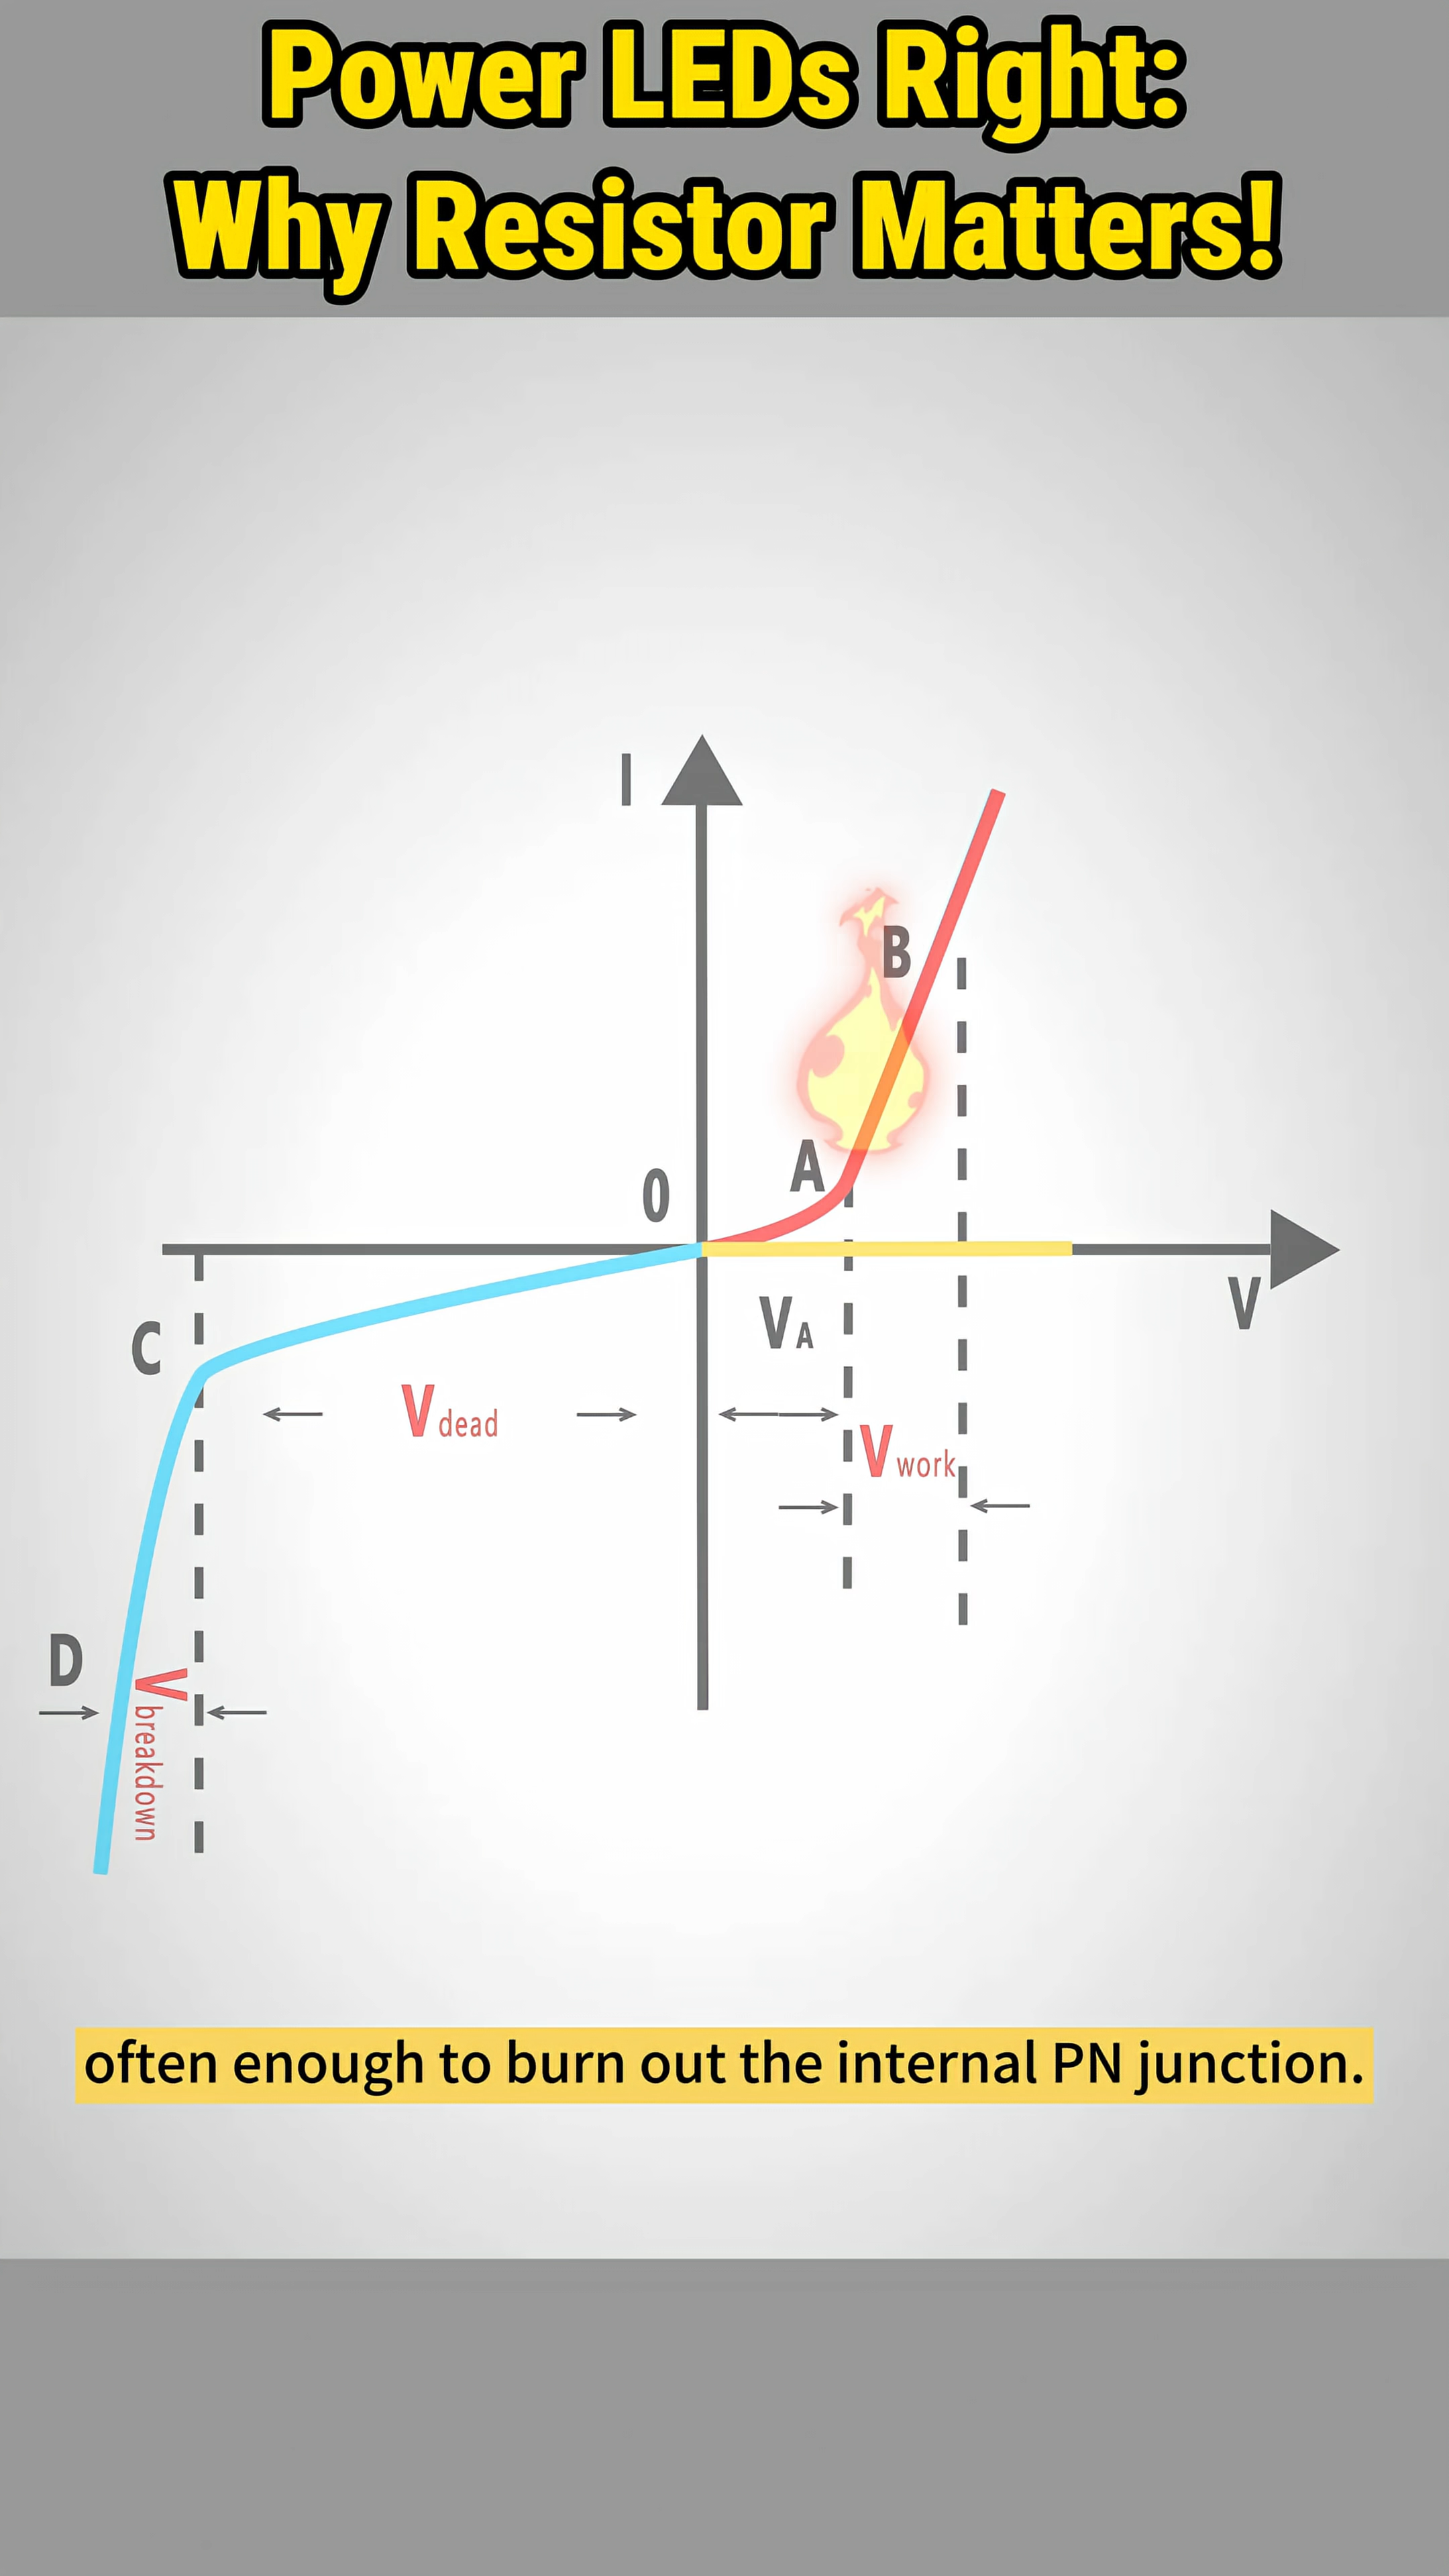 Power LEDs Right:
Why Resistor Matters!
I
B
A
0
V
VA
C
Vdead
Vwork
D
Vbreakdown
often enough to burn out the internal PN junction.